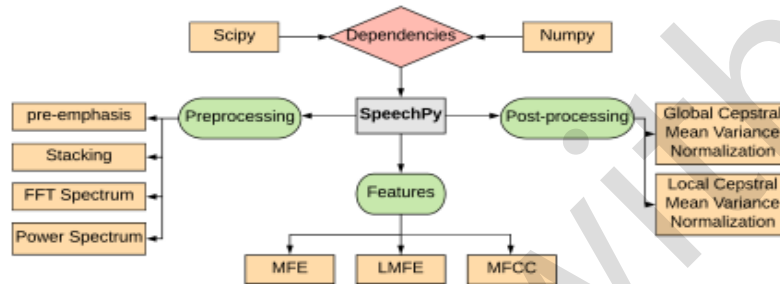 Scipy
Dependencies
Numpy
Preprocessing
SpeechPy
Post-processing
pre-emphasis
Stacking
FFT Spectrum
Power Spectrum
Global Cepstral
Mean Variance
Normalization
Local Cepstral
Mean Variance
Normalization
Features
MFE
LMFE
MFCC
with